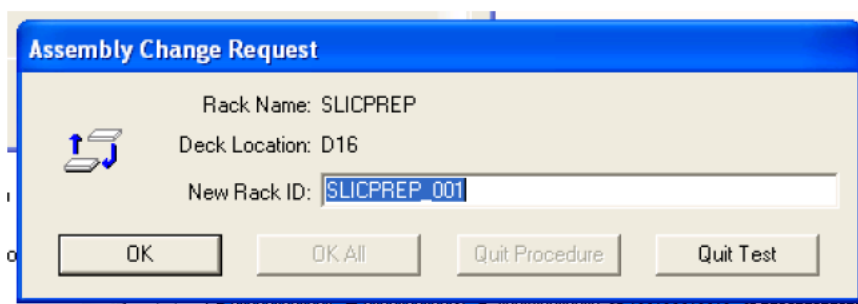 Assembly Change Request
Rack Name: SLICPREP
Deck Location: D16
New Rack ID: SLICPREP_001
OK OK All Quit Procedure Quit Test